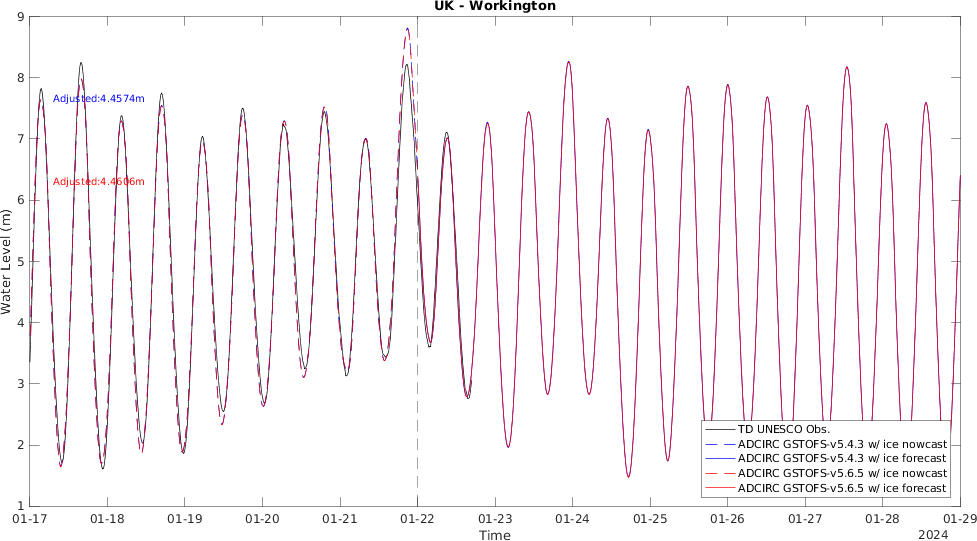 UK - Workington
9
8
7
6
5
4
3
2
1
Water Level (m)
Adjusted:4.4574m
Adjusted:4.4606m
TD UNESCO Obs.
ADCIRC GSTOFS-v5.4.3 w/ ice nowcast
ADCIRC GSTOFS-v5.4.3 w/ ice forecast
ADCIRC GSTOFS-v5.6.5 w/ ice nowcast
ADCIRC GSTOFS-v5.6.5 w/ ice forecast
01-17 01-18 01-19 01-20 01-21 01-22 01-23 01-24 01-25 01-26 01-27 01-28 01-29
Time
2024